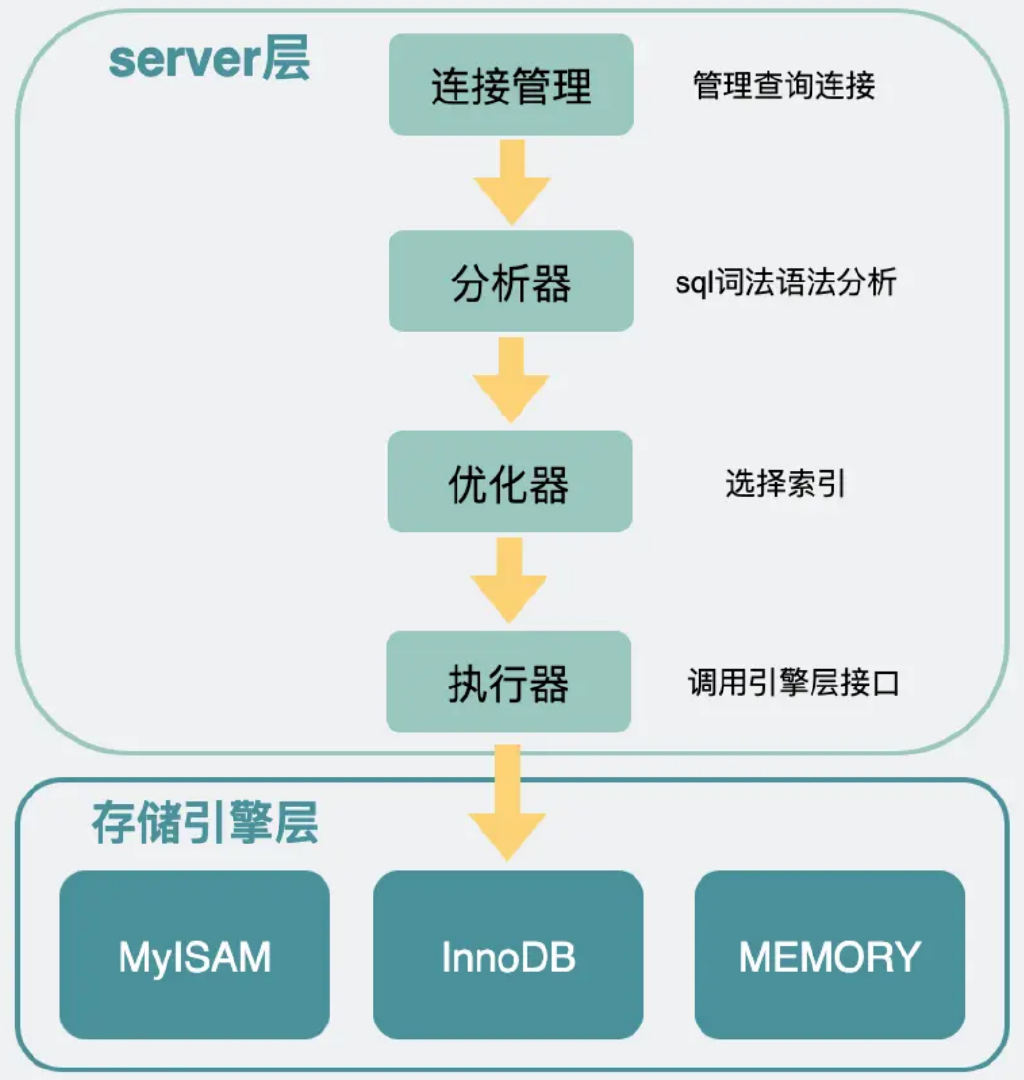 server层
连接管理
管理查询连接
分析器
sql词法语法分析
优化器
选择索引
执行器
调用引擎层接口
存储引擎层
MyISAM
InnoDB
MEMORY